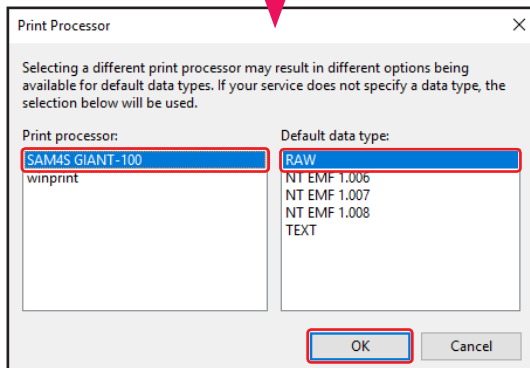 Print Processor
Selecting a different print processor may result in different options being
available for default data types. If your service does not specify a data type, the
selection below will be used.
Print processor:
SAM4S GIANT-100
winprint
Default data type:
RAW
NT EMF 1.006
NT EMF 1.007
NT EMF 1.008
TEXT
OK
Cancel